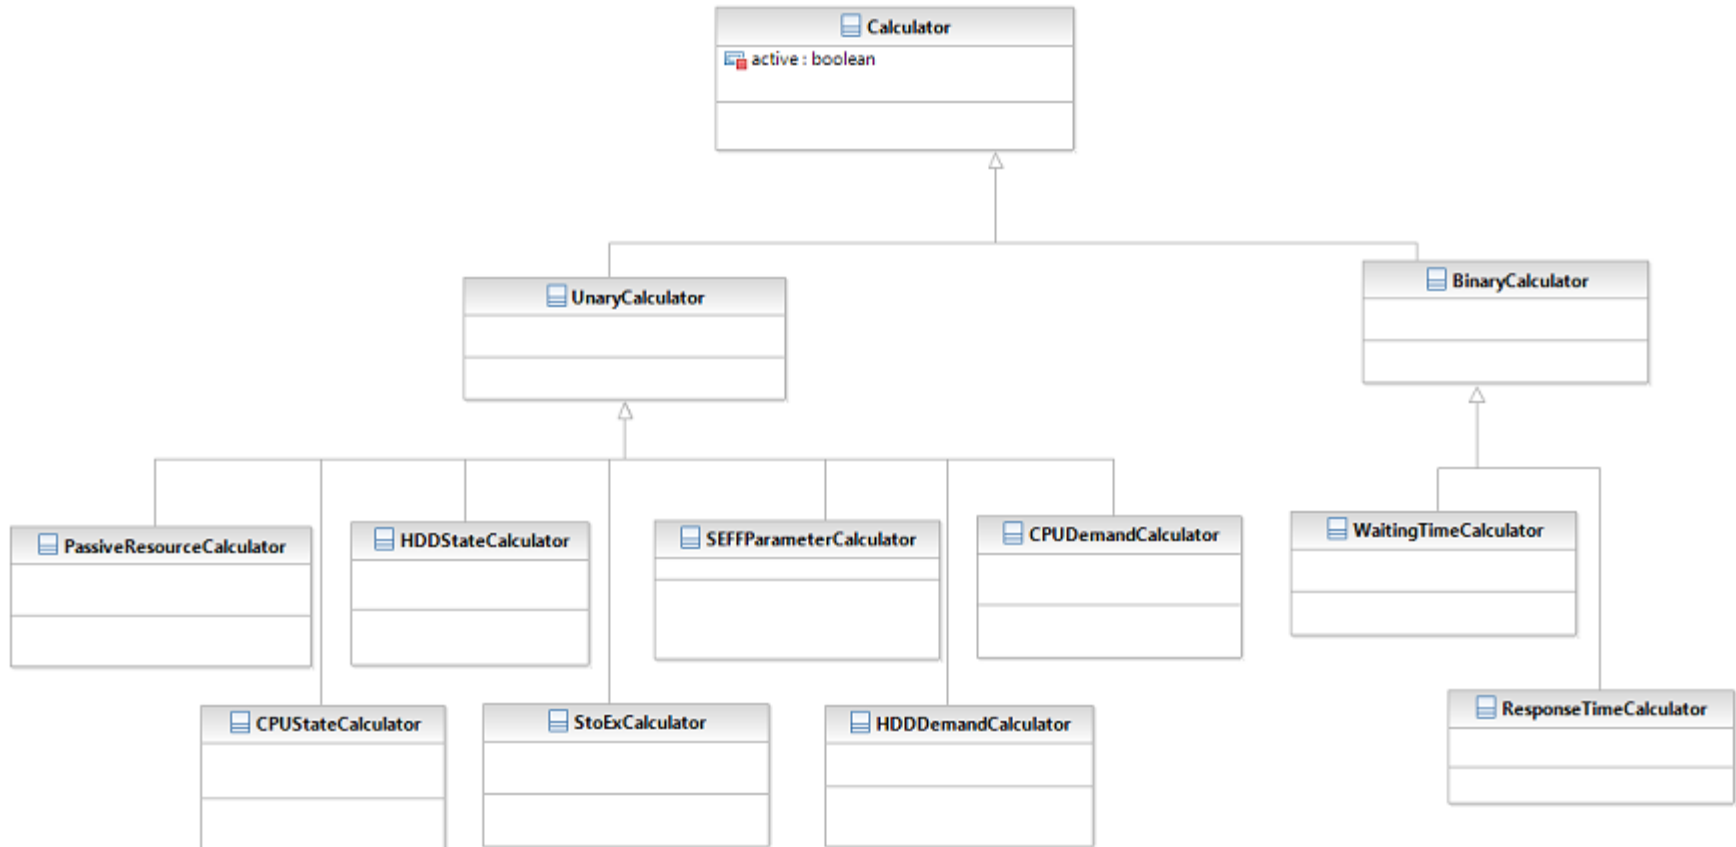 Calculator
active : boolean
UnaryCalculator
BinaryCalculator
PassiveResourceCalculator
HDDStateCalculator
SEFFParameterCalculator
CPUDemandCalculator
WaitingTimeCalculator
CPUStateCalculator
StoExCalculator
HDDDemandCalculator
ResponseTimeCalculator